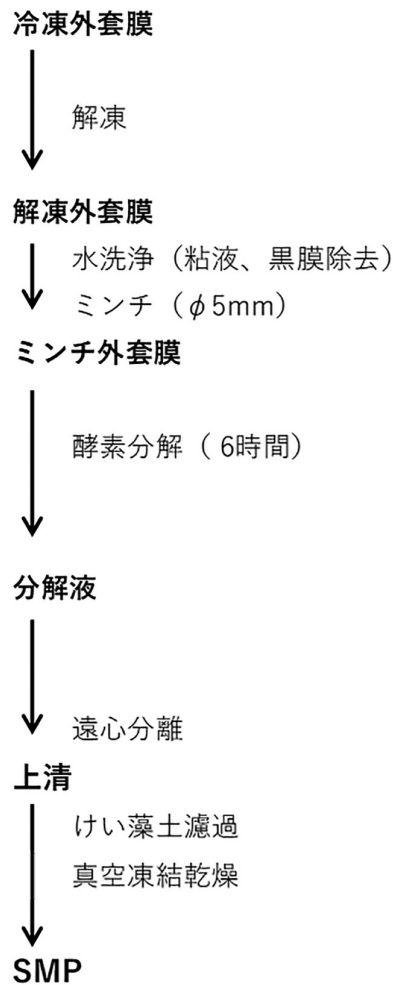 冷凍外套膜
解凍
解凍外套膜
水洗浄（粘液、黒膜除去）
ミンチ（φ5mm）
ミンチ外套膜
酵素分解（ 6時間）
分解液
遠心分離
上清
けい藻土濾過
真空凍結乾燥
SMP